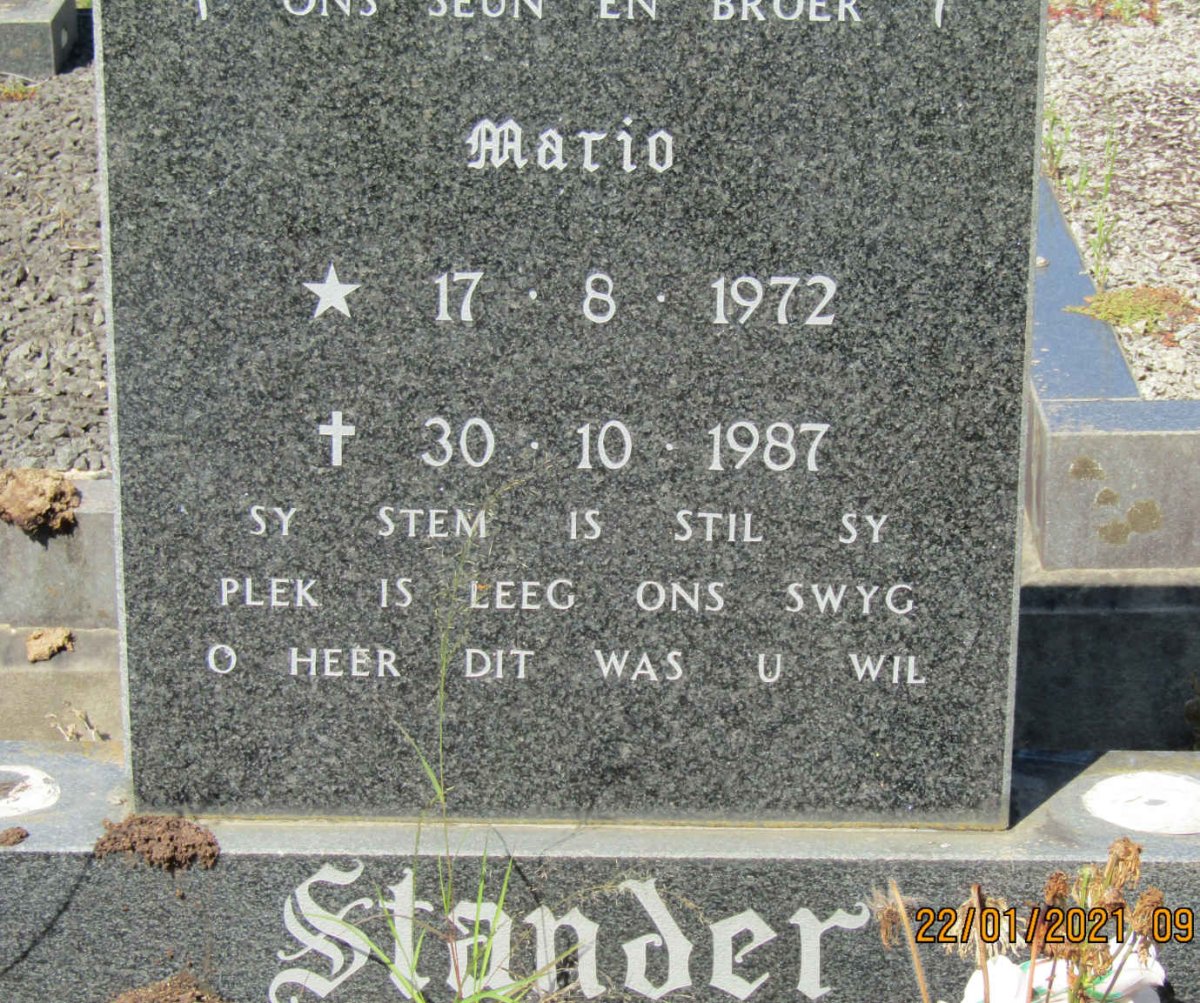 ONS SEUN EN BROER
Mario
17 · 8 · 1972
30 · 10 · 1987
SY STEM IS STIL SY
PLEK IS LEEG ONS SWYG
O HEER DIT WAS U WIL
Stander
22/01/2021 09